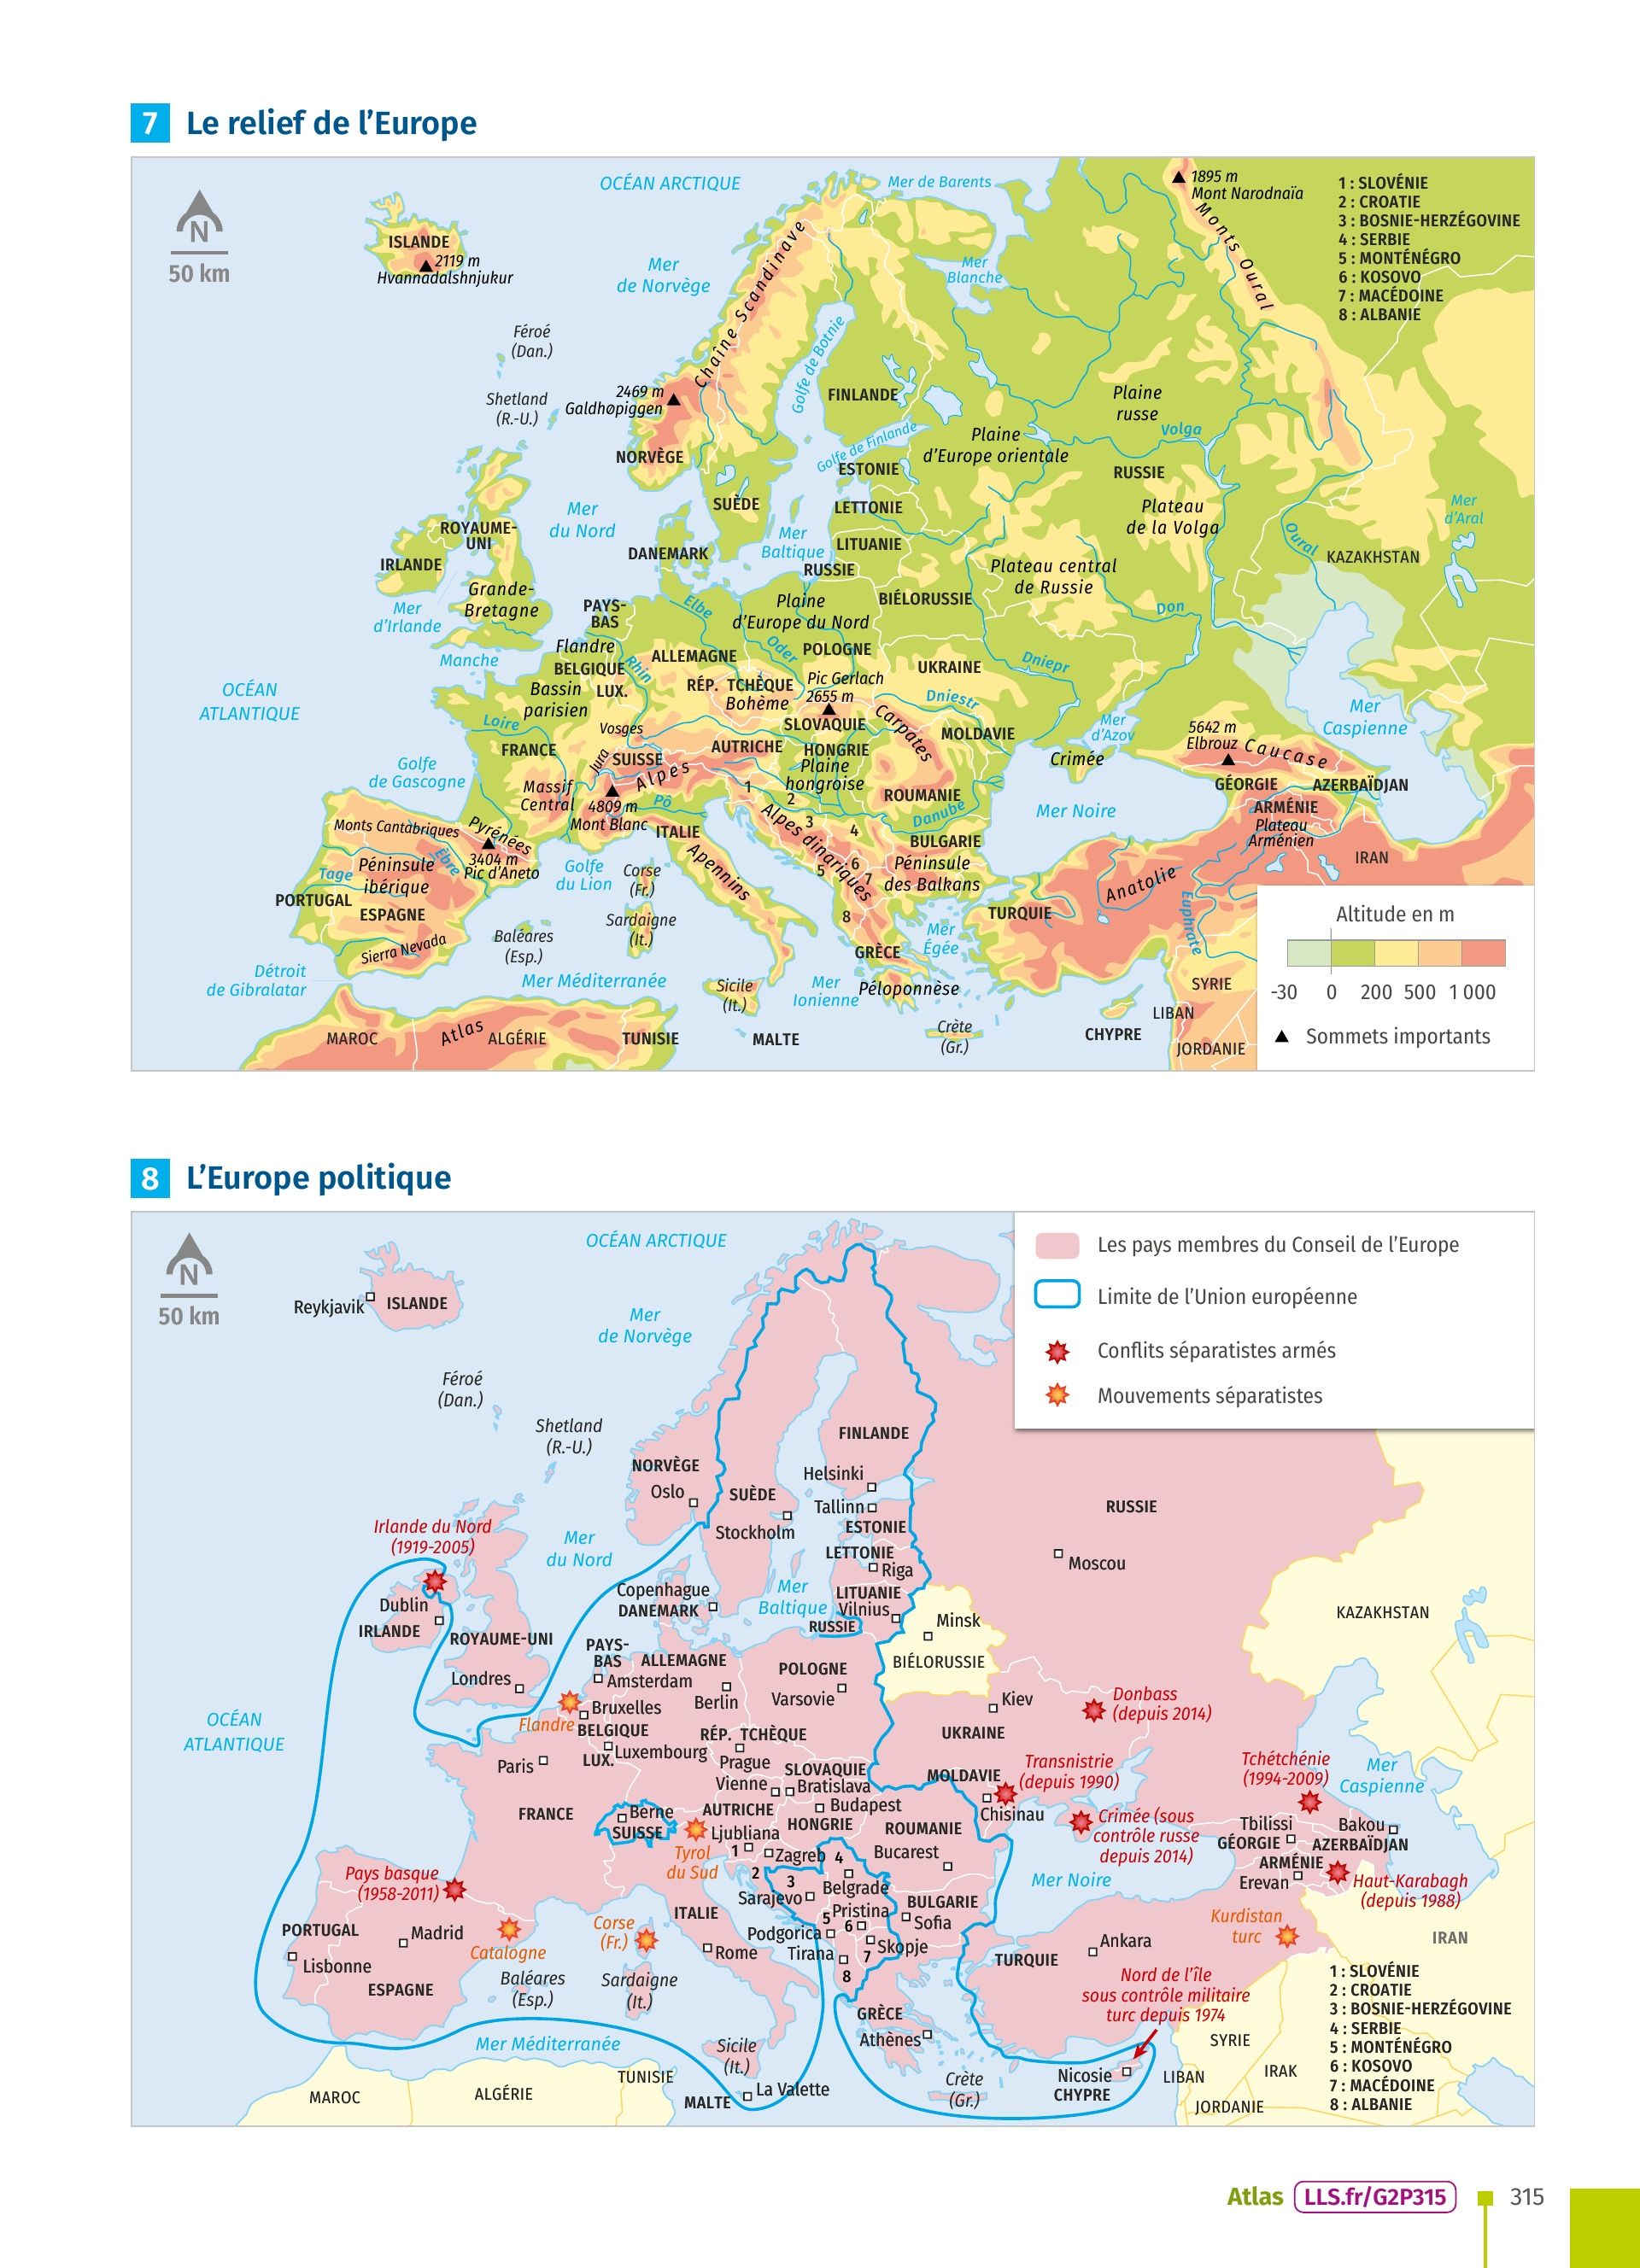 7 Le relief de l'Europe
N
50 km
OCÉAN ARCTIQUE
Mer de Barents
1895 m
Mont Narodnaïa
Monts Oural
1 : SLOVÉNIE
2 : CROATIE
3 : BOSNIE-HERZÉGOVINE
4 : SERBIE
5 : MONTÉNÉGRO
6 : KOSOVO
7 : MACÉDOINE
8 : ALBANIE
ISLANDE
2119 m
Hvannadalshnjukur
Mer
de Norvège
Chaîne Scandinave
Mer
Blanche
Féroé
(Dan.)
Golfe de Botnie
Shetland
(R.-U.)
2469 m
Galdhøpiggen
FINLANDE
Plaine
russe
Volga
Plaine
d'Europe orientale
Golfe de Finlande
NORVÈGE
ESTONIE
RUSSIE
SUÈDE
LETTONIE
Plateau
de la Volga
Mer
d'Aral
Mer
du Nord
ROYAUME-
UNI
Mer
Baltique
LITUANIE
Oural
KAZAKHSTAN
IRLANDE
DANEMARK
RUSSIE
Plateau central
de Russie
Grande-
Bretagne
Mer
d'Irlande
PAYS-
BAS
Elbe
Plaine
d'Europe du Nord
BIÉLORUSSIE
Don
Flandre
Oder
POLOGNE
Manche
BELGIQUE
Rhin
ALLEMAGNE
UKRAINE
Dniepr
OCÉAN
ATLANTIQUE
Bassin
parisien
LUX.
RÉP. TCHÈQUE
Bohème
Pic Gerlach
2655 m
Dniestr
Loire
Vosges
SLOVAQUIE
Carpates
MOLDAVIE
Mer
d'Azov
5642 m
Elbrouz
Caucase
Mer
Caspienne
FRANCE
Jura
SUISSE
AUTRICHE
HONGRIE
Plaine
hongroise
Crimée
Golfe
de Gascogne
Massif
Central
Alpes
4809 m
Mont Blanc
Pô
1
2
ROUMANIE
GÉORGIE
AZERBAÏDJAN
Danube
Mer Noire
ARMÉNIE
Plateau
Arménien
Monts Cantabriques
Pyrénées
ITALIE
Alpes dinariques
3
4
BULGARIE
IRAN
Èbre
3404 m
Pic d'Aneto
Golfe
du Lion
Corse
(Fr.)
Apennins
5
6
7
Péninsule
des Balkans
Tage
Péninsule
ibérique
PORTUGAL
ESPAGNE
Sardaigne
(It.)
8
TURQUIE
Anatolie
Euphrate
Sierra Nevada
Baléares
(Esp.)
GRÈCE
Mer
Égée
Détroit
de Gibralatar
Mer Méditerranée
Sicile
(It.)
Mer
Ionienne
Péloponnèse
SYRIE
LIBAN
MAROC
Atlas
ALGÉRIE
TUNISIE
MALTE
Crète
(Gr.)
CHYPRE
JORDANIE
Altitude en m
-30 0 200 500 1 000
Sommets importants
8 L'Europe politique
N
50 km
OCÉAN ARCTIQUE
Les pays membres du Conseil de l'Europe
Limite de l'Union européenne
Conflits séparatistes armés
Mouvements séparatistes
Reykjavik
ISLANDE
Mer
de Norvège
Féroé
(Dan.)
Shetland
(R.-U.)
FINLANDE
NORVÈGE
Oslo
Helsinki
SUÈDE
Tallinn
RUSSIE
Stockholm
ESTONIE
Irlande du Nord
(1919-2005)
Mer
du Nord
LETTONIE
Riga
Moscou
Copenhague
DANEMARK
Mer
Baltique
LITUANIE
Vilnius
RUSSIE
Minsk
BIÉLORUSSIE
KAZAKHSTAN
Dublin
IRLANDE
ROYAUME-UNI
Londres
PAYS-
BAS
Amsterdam
ALLEMAGNE
Berlin
POLOGNE
Varsovie
Kiev
UKRAINE
Donbass
(depuis 2014)
Flandre
Bruxelles
BELGIQUE
OCÉAN
ATLANTIQUE
LUX.
Luxembourg
RÉP. TCHÈQUE
Prague
Paris
SLOVAQUIE
Vienne
Bratislava
MOLDAVIE
Transnistrie
(depuis 1990)
Tchétchénie
(1994-2009)
Mer
Caspienne
Chisinau
FRANCE
Berne
SUISSE
AUTRICHE
Budapest
HONGRIE
ROUMANIE
Crimée (sous
contrôle russe
depuis 2014)
Tbilissi
GÉORGIE
Bakou
AZERBAÏDJAN
Tyrol
du Sud
Ljubliana
1
Zagreb
2
3
4
Bucarest
Mer Noire
ARMÉNIE
Erevan
Haut-Karabagh
(depuis 1988)
Pays basque
(1958-2011)
Sarajevo
Belgrade
BULGARIE
Sofia
PORTUGAL
Madrid
Catalogne
Corse
(Fr.)
ITALIE
Rome
Podgorica
5
Pristina
6
Tirana
7
Skopje
8
Kurdistan
turc
Ankara
TURQUIE
IRAN
Lisbonne
ESPAGNE
Baléares
(Esp.)
Sardaigne
(It.)
Nord de l'île
sous contrôle militaire
turc depuis 1974
GRÈCE
Athènes
Mer Méditerranée
Sicile
(It.)
SYRIE
IRAK
MAROC
ALGÉRIE
TUNISIE
MALTE
La Valette
Crète
(Gr.)
Nicosie
CHYPRE
LIBAN
JORDANIE
1 : SLOVÉNIE
2 : CROATIE
3 : BOSNIE-HERZÉGOVINE
4 : SERBIE
5 : MONTÉNÉGRO
6 : KOSOVO
7 : MACÉDOINE
8 : ALBANIE
Atlas LLS.fr/G2P315 315